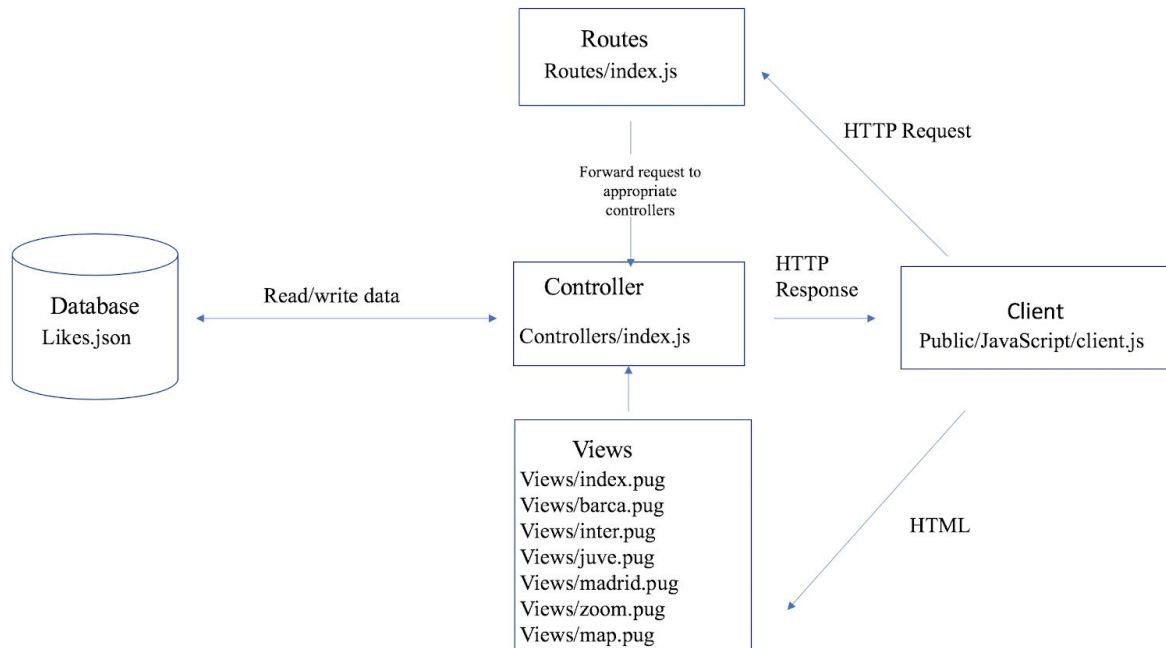 Routes
Routes/index.js
HTTP Request
Forward request to
appropriate
controllers
Database
Likes.json
Read/write data
Controller
Controllers/index.js
HTTP
Response
Client
Public/JavaScript/client.js
Views
Views/index.pug
Views/barca.pug
Views/inter.pug
Views/juve.pug
Views/madrid.pug
Views/zoom.pug
Views/map.pug
HTML